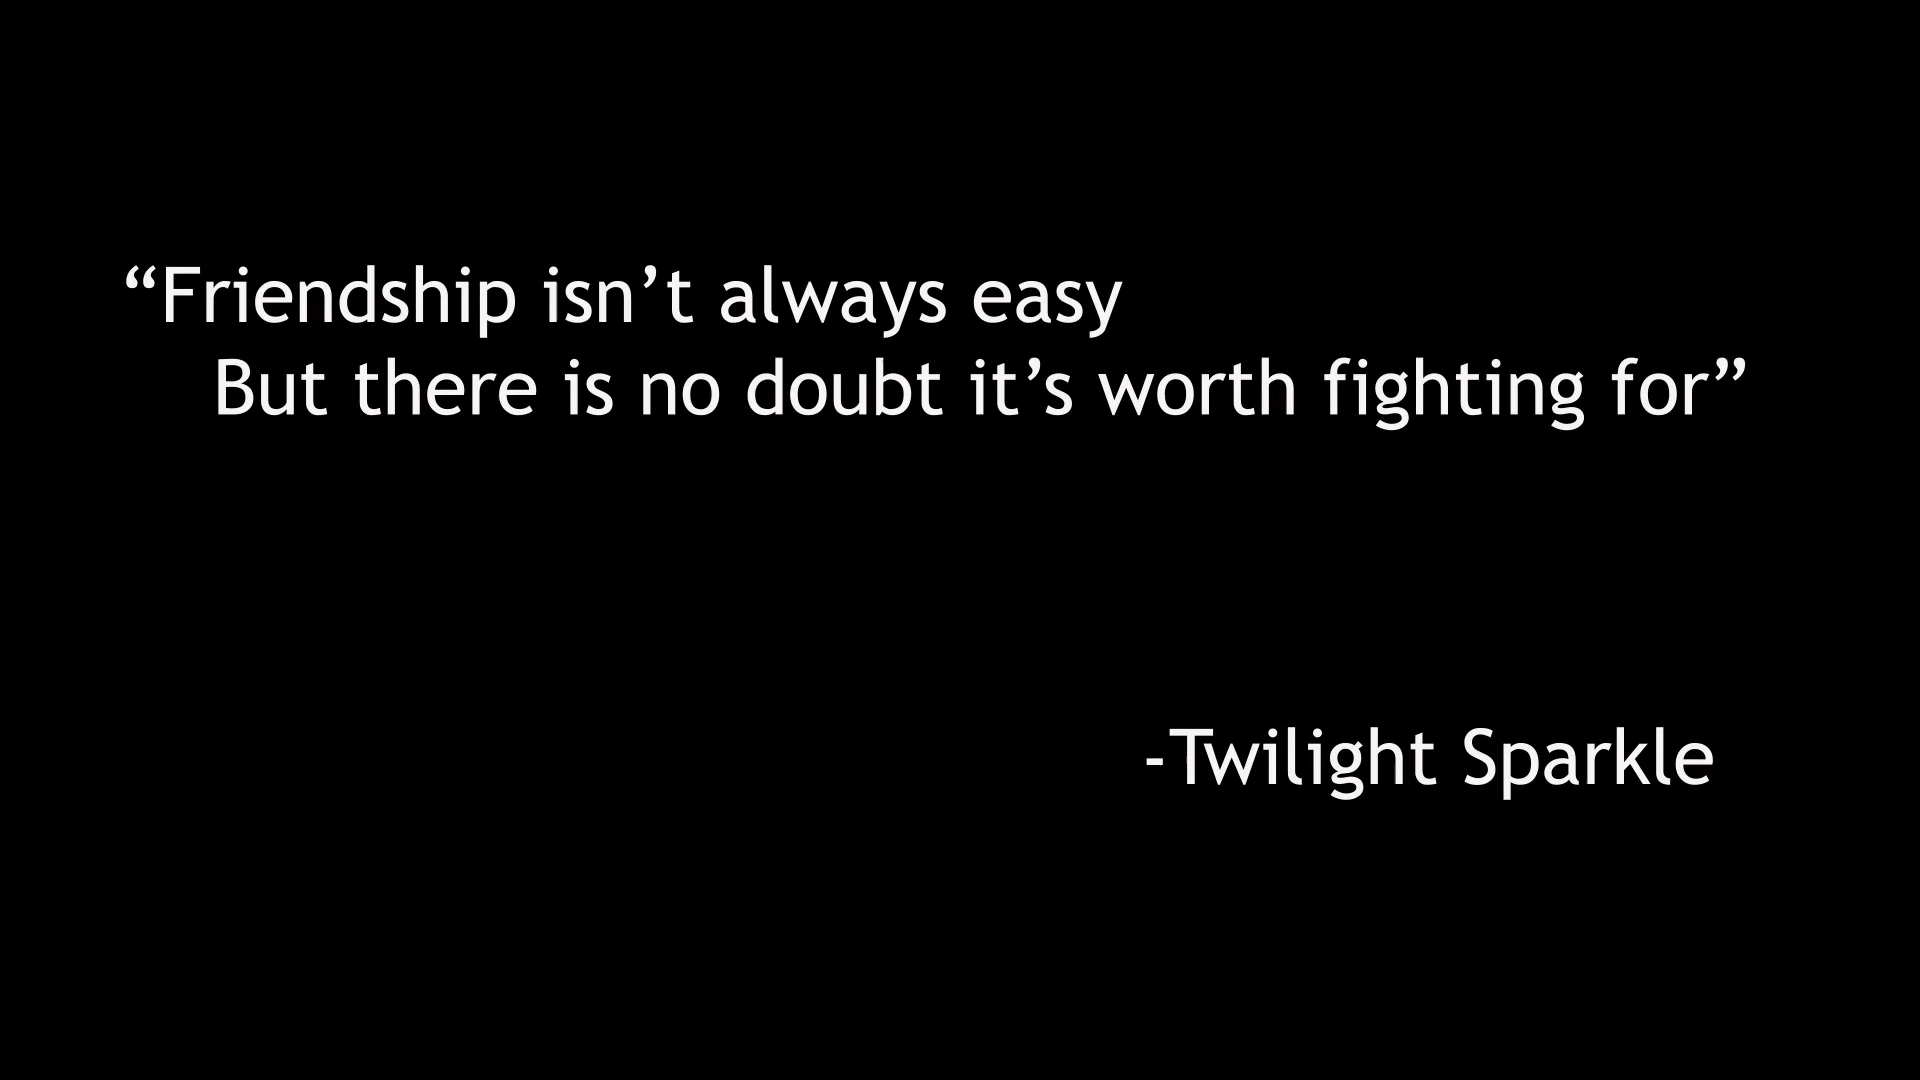 “Friendship isn’t always easy
But there is no doubt it’s worth fighting for”
-Twilight Sparkle